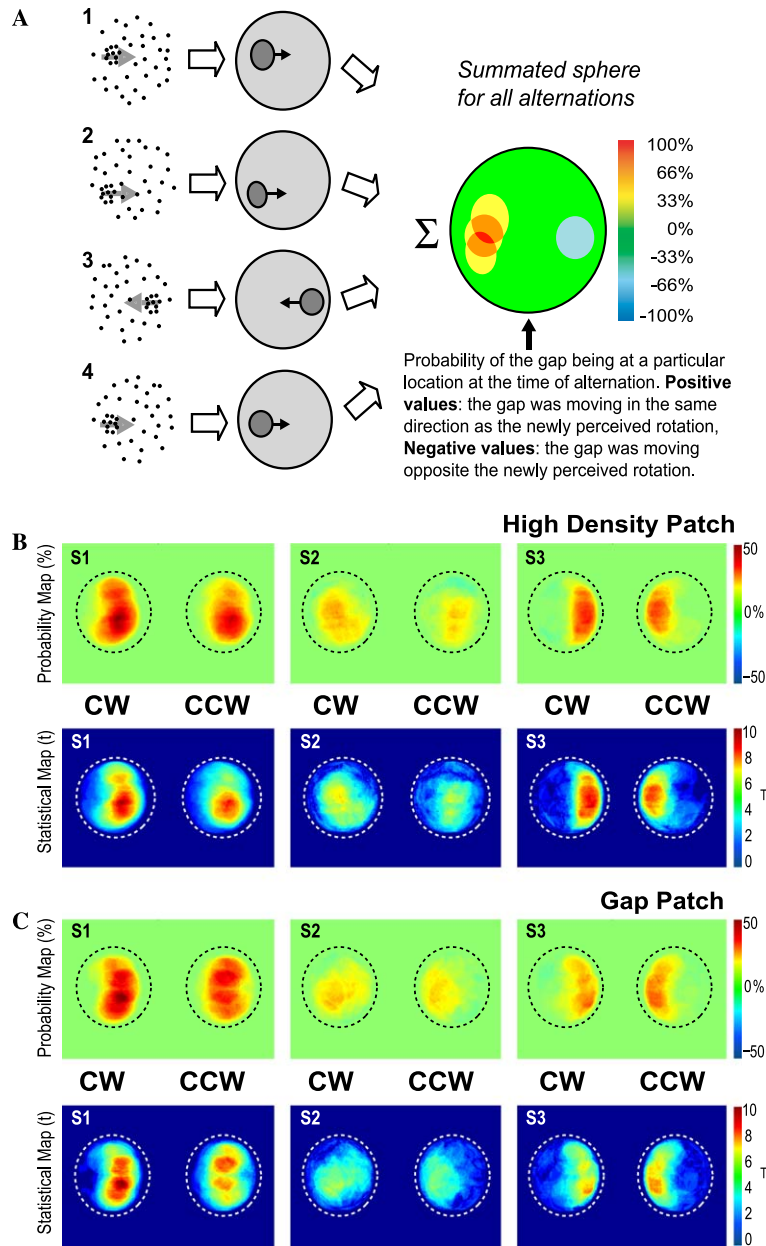 A
1
2
3
4
Summated sphere
for all alternations
Σ
100%
66%
33%
0%
-33%
-66%
-100%
Probability of the gap being at a particular
location at the time of alternation. Positive
values: the gap was moving in the same
direction as the newly perceived rotation,
Negative values: the gap was moving
opposite the newly perceived rotation.
High Density Patch
B
Probability Map (%)
S1
S2
S3
50
0%
−50
CW
CCW
CW
CCW
CW
CCW
Statistical Map (t)
S1
S2
S3
10
8
6
4
2
0
T
Gap Patch
C
Probability Map (%)
S1
S2
S3
50
0%
−50
CW
CCW
CW
CCW
CW
CCW
Statistical Map (t)
S1
S2
S3
10
8
6
4
2
0
T